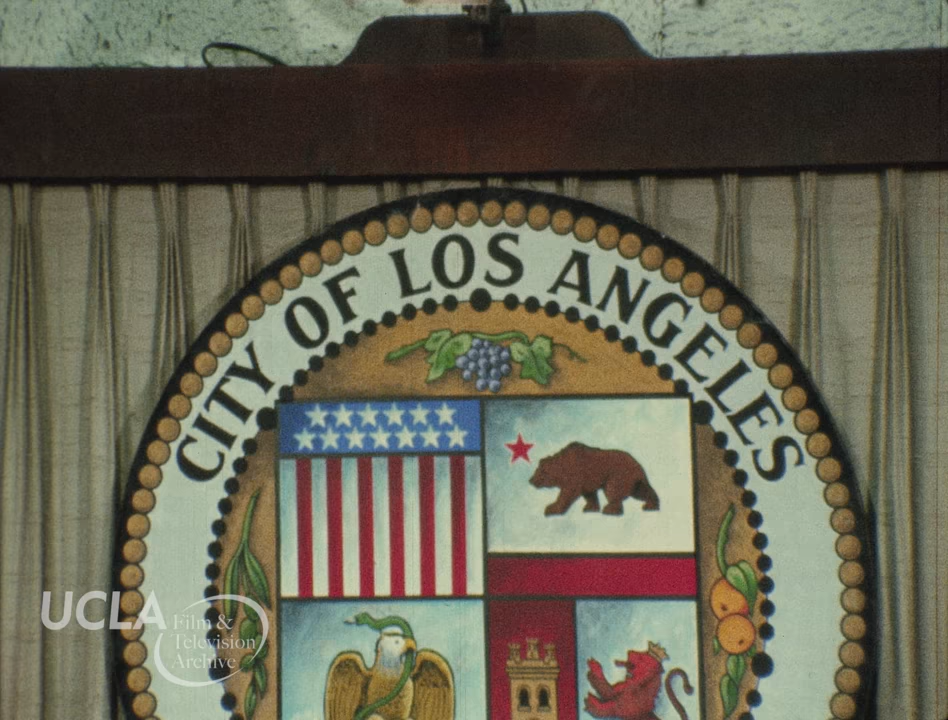 CITY OF LOS ANGELES
UCLA
Film &
Television
Archive